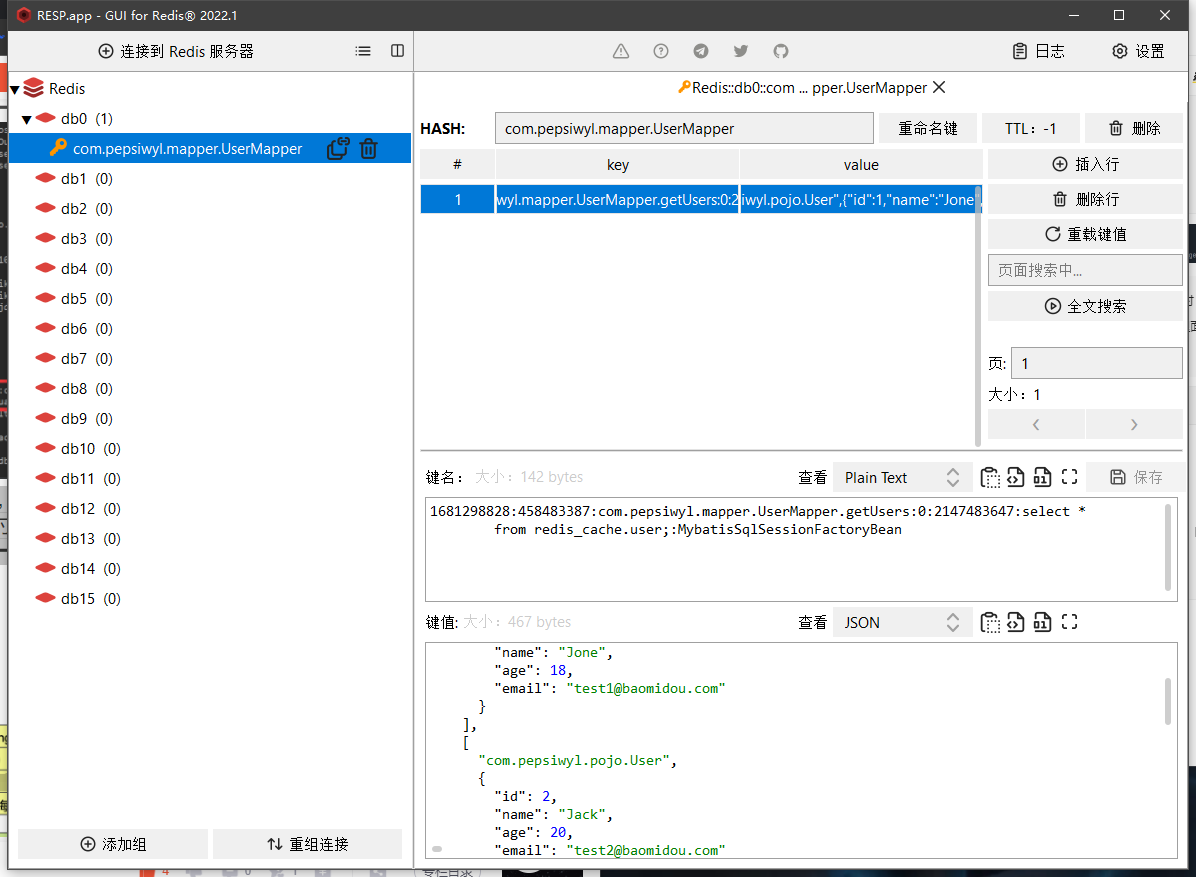 RESP.app - GUI for Redis® 2022.1
连接到 Redis 服务器
日志
设置
Redis
db0 (1)
com.pepsiwyl.mapper.UserMapper
db1 (0)
db2 (0)
db3 (0)
db4 (0)
db5 (0)
db6 (0)
db7 (0)
db8 (0)
db9 (0)
db10 (0)
db11 (0)
db12 (0)
db13 (0)
db14 (0)
db15 (0)
添加组
重组连接
Redis::db0::com ... pper.UserMapper
HASH:
com.pepsiwyl.mapper.UserMapper
重命名键
TTL: -1
删除
# key value
1 wyl.mapper.UserMapper.getUsers:0:2 iwyl.pojo.User",{"id":1,"name":"Jone",
插入行
删除行
重载键值
页面搜索中...
全文搜索
页: 1
大小: 1
键名: 大小: 142 bytes
查看 Plain Text
保存
1681298828:458483387:com.pepsiwyl.mapper.UserMapper.getUsers:0:2147483647:select *
from redis_cache.user;:MybatisSqlSessionFactoryBean
键值: 大小: 467 bytes
查看 JSON
"name": "Jone",
"age": 18,
"email": "test1@baomidou.com"
}
],
[
"com.pepsiwyl.pojo.User",
{
"id": 2,
"name": "Jack",
"age": 20,
"email": "test2@baomidou.com"